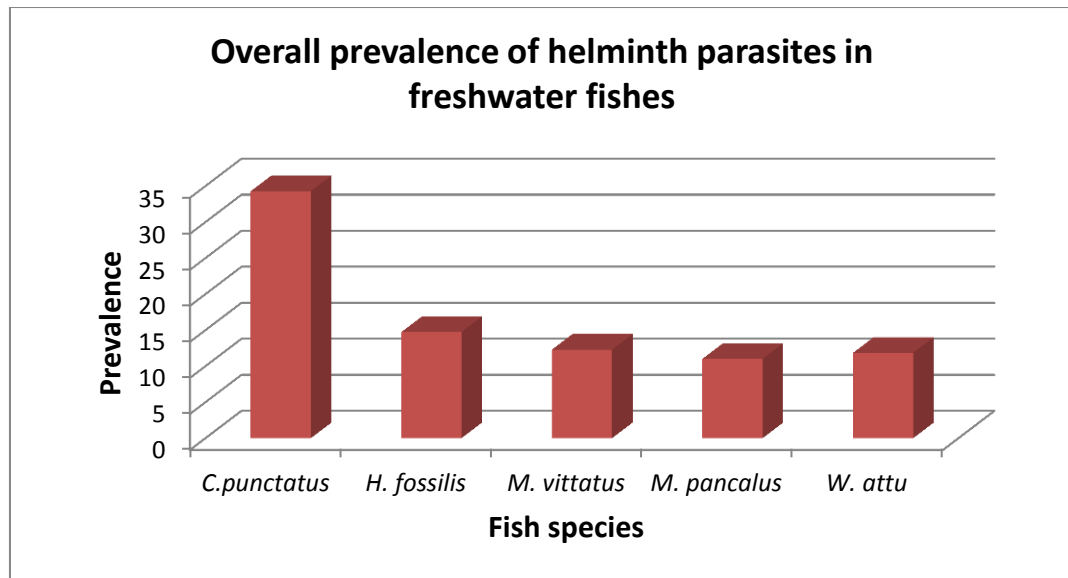 Overall prevalence of helminth parasites in
freshwater fishes
Prevalence
35
30
25
20
15
10
5
0
C.punctatus H. fossilis M. vittatus M. pancalus W. attu
Fish species